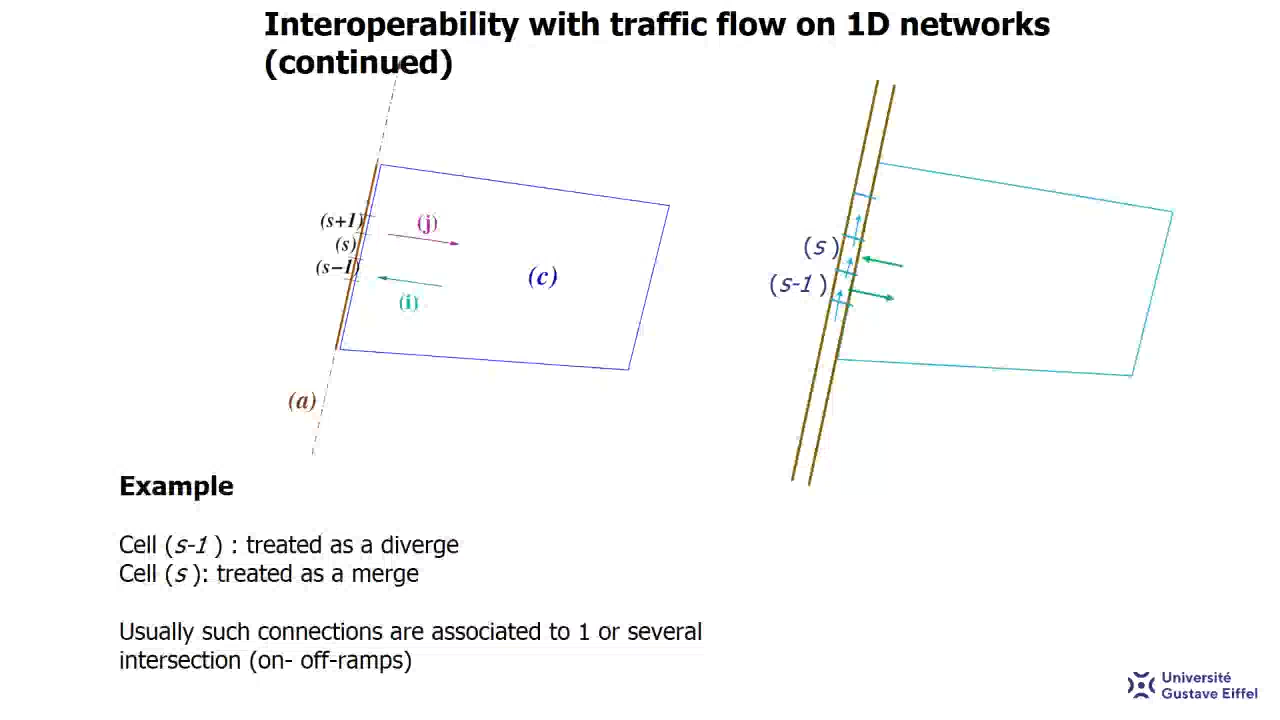 Interoperability with traffic flow on 1D networks
(continued)
(s+1)
(j)
(s)
(s−1)
(c)
(i)
(a)
(s)
(s-1)
Example
Cell (s-1 ) : treated as a diverge
Cell (s ): treated as a merge
Usually such connections are associated to 1 or several
intersection (on- off-ramps)
Université
Gustave Eiffel